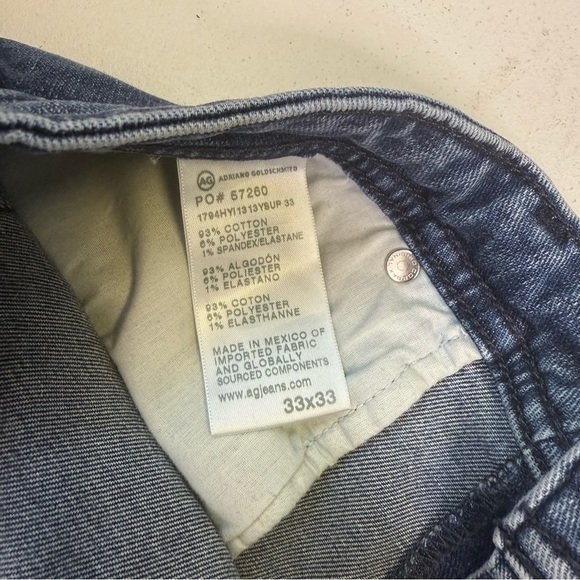 AG ADRIANO GOLDSCHMIED
PO# 57260
1794HYI1313YSUP 33
93% COTTON
6% POLYESTER
1% SPANDEX/ELASTANE
93% ALGODÓN
6% POLIESTER
1% ELASTANO
93% COTON
6% POLYESTER
1% ELASTHANNE
MADE IN MEXICO OF
IMPORTED FABRIC
AND GLOBALLY
SOURCED COMPONENTS
www.agjeans.com
33x33